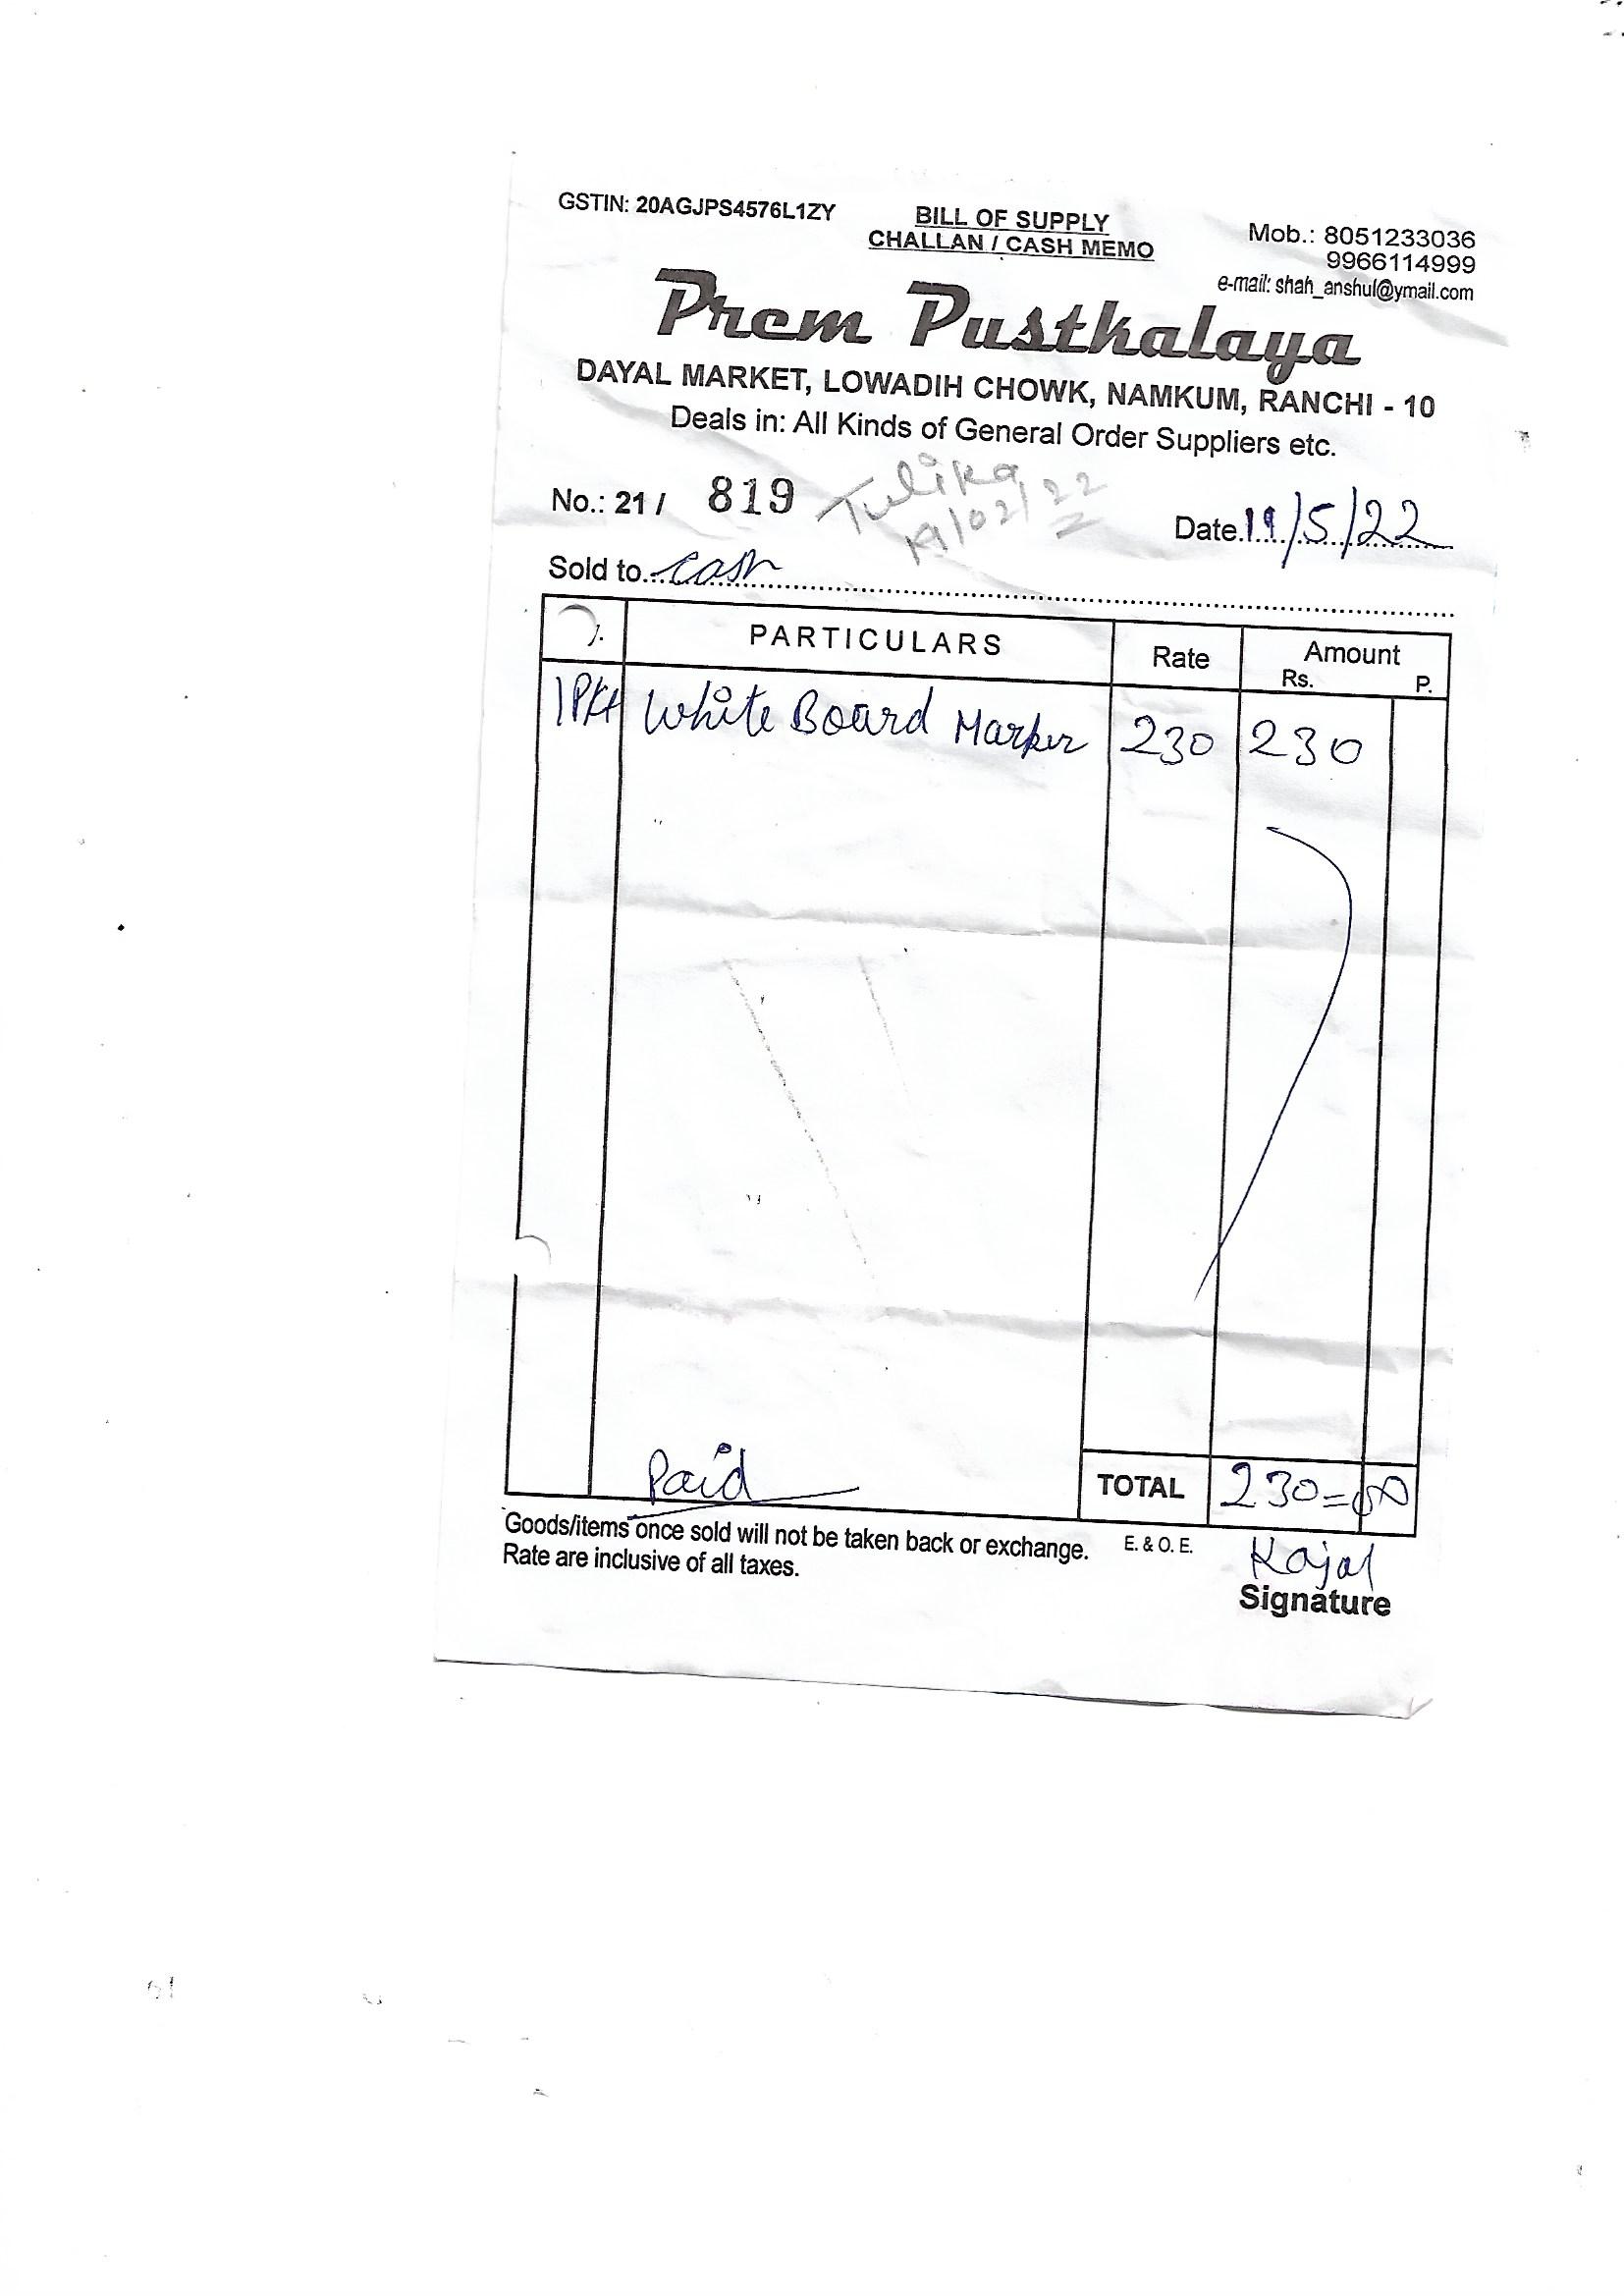 GSTIN: 20AGJPS4576L1ZY
BILL OF SUPPLY
CHALLAN / CASH MEMO
Mob.: 8051233036
9966114999
e-mail: shah_anshul@ymail.com
Prem Pusthalaya
DAYAL MARKET, LOWADIH CHOWK, NAMKUM, RANCHI - 10
Deals in: All Kinds of General Order Suppliers etc.
No.: 21 / 819
Tulika
19/02/22
Date 19/5/22
Sold to Cash
PARTICULARS Rate Amount
Rs. P.
1 Pkt White Board Marker 230 230
Paid
TOTAL 230=00
Goods/items once sold will not be taken back or exchange. E. & O. E.
Rate are inclusive of all taxes.
Kajal
Signature